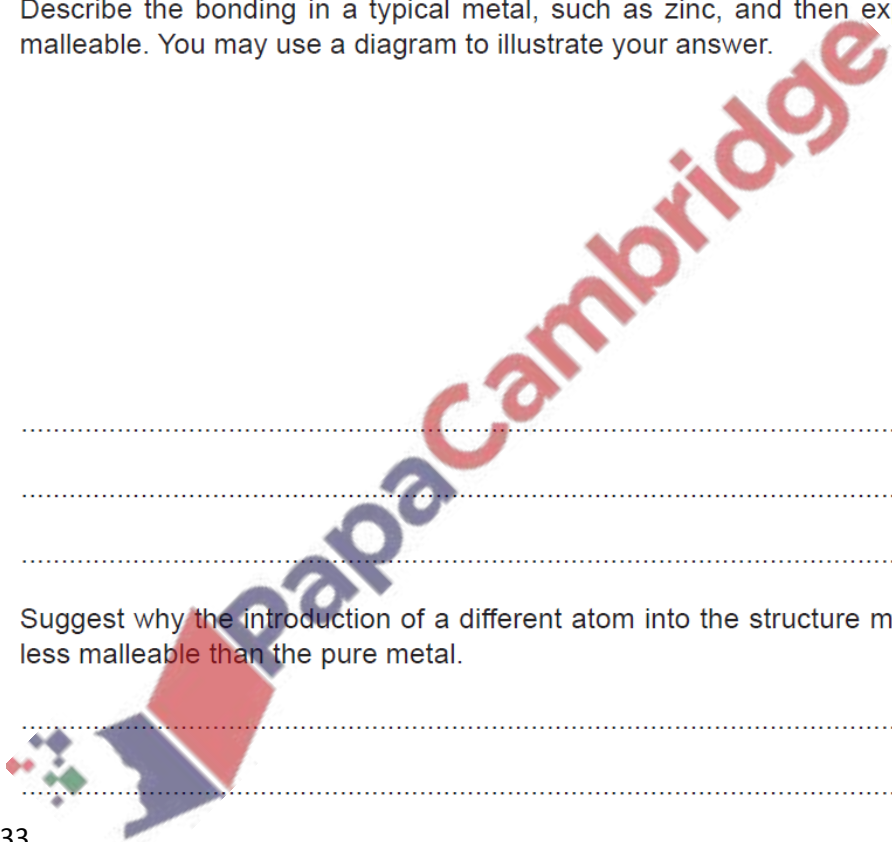 Describe the bonding in a typical metal, such as zinc, and then ex
malleable. You may use a diagram to illustrate your answer.
PapaCambridge
Suggest why the introduction of a different atom into the structure m
less malleable than the pure metal.
33